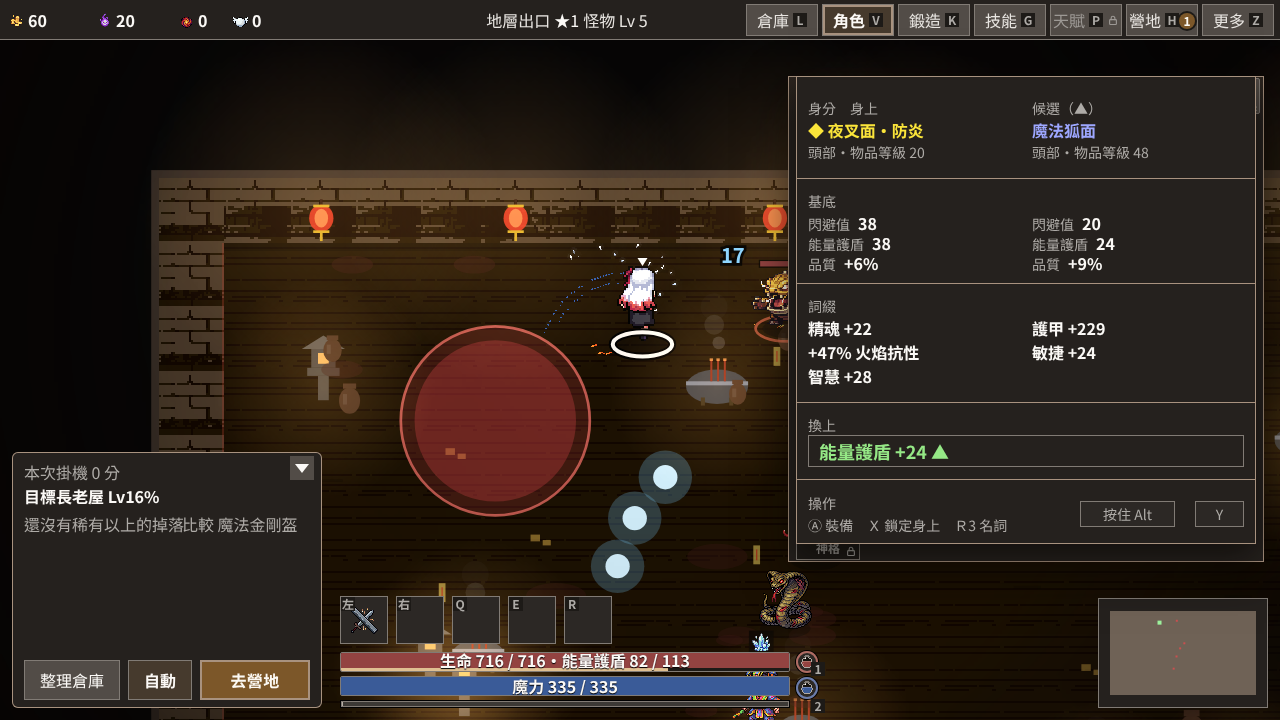 60
20
0
0
地層出口 ★1 怪物 Lv 5
倉庫 L
角色 V
鍛造 K
技能 G
天賦 P
營地 H 1
更多 Z
身分 身上
◆ 夜叉面・防炎
頭部・物品等級 20
候選（▲）
魔法狐面
頭部・物品等級 48
基底
閃避值 38
能量護盾 38
品質 +6%
閃避值 20
能量護盾 24
品質 +9%
詞綴
精魂 +22
+47% 火焰抗性
智慧 +28
護甲 +229
敏捷 +24
換上
能量護盾 +24 ▲
操作
Ⓐ 裝備 X 鎖定身上 R3 名詞
按住 Alt
Y
神格
17
本次掛機 0 分
目標長老屋 Lv16%
還沒有稀有以上的掉落比較 魔法金剛盔
整理倉庫
自動
去營地
左
右
Q
E
R
生命 716 / 716・能量護盾 82 / 113
魔力 335 / 335
1
2